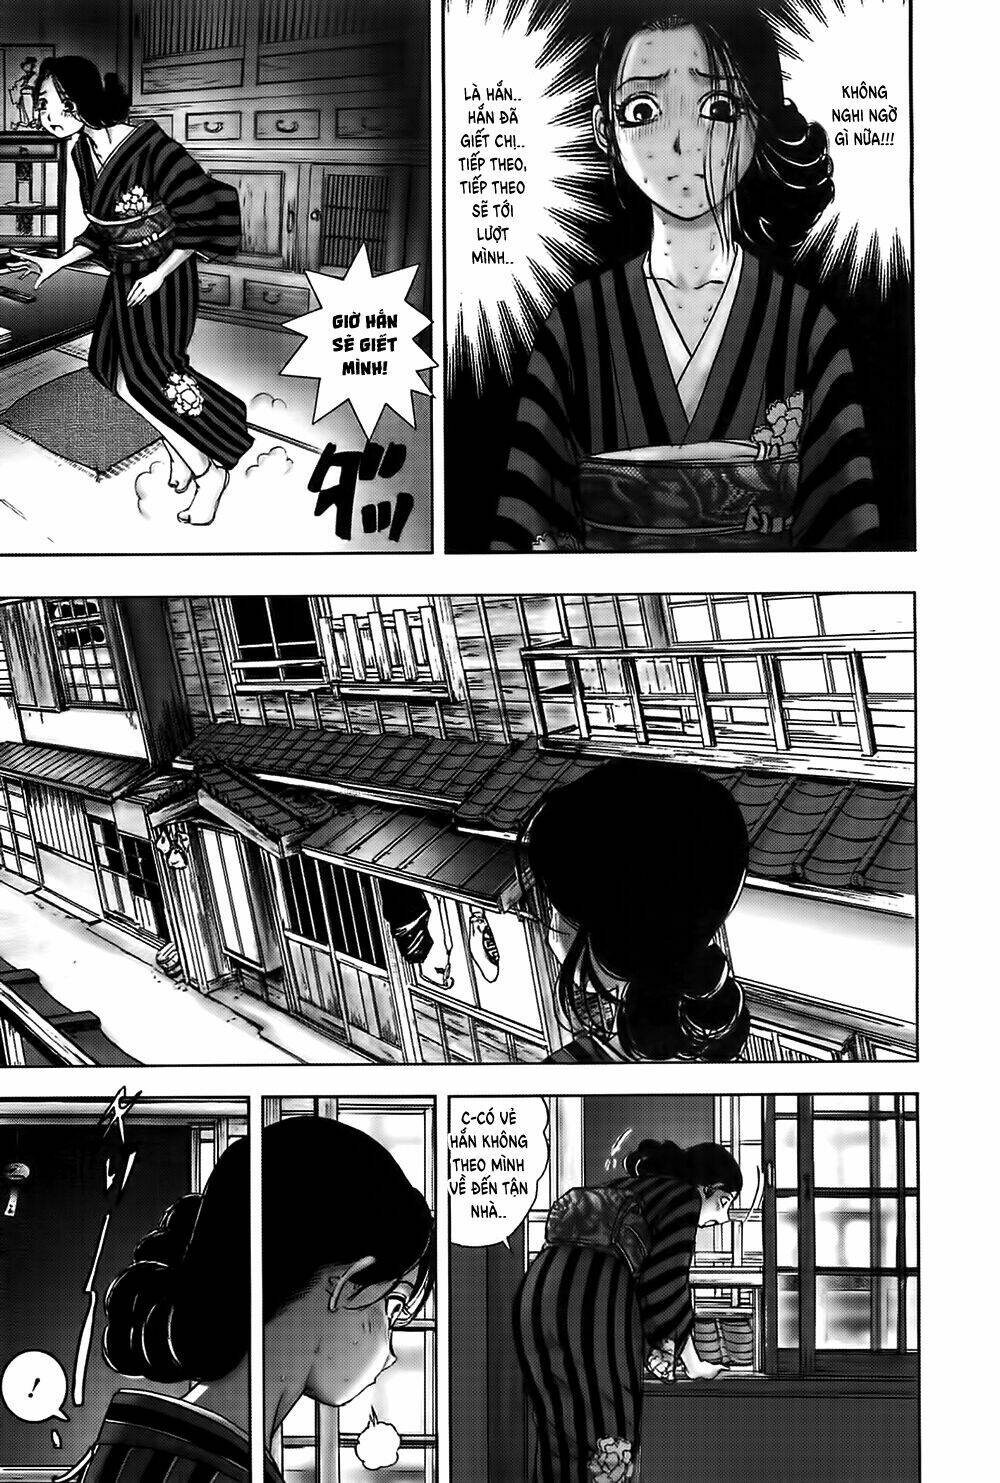 KHÔNG
NGHI NGỜ
GÌ NỮA!!!
LÀ HẮN..
HẮN ĐÃ
GIẾT CHỊ..
TIẾP THEO,
TIẾP THEO
SẼ TỚI
LƯỢT
MÌNH..
GIỜ HẮN
SẼ GIẾT
MÌNH!
ダッ
C-CÓ VẺ
HẮN KHÔNG
THEO MÌNH
VỀ ĐẾN TẬN
NHÀ..
!